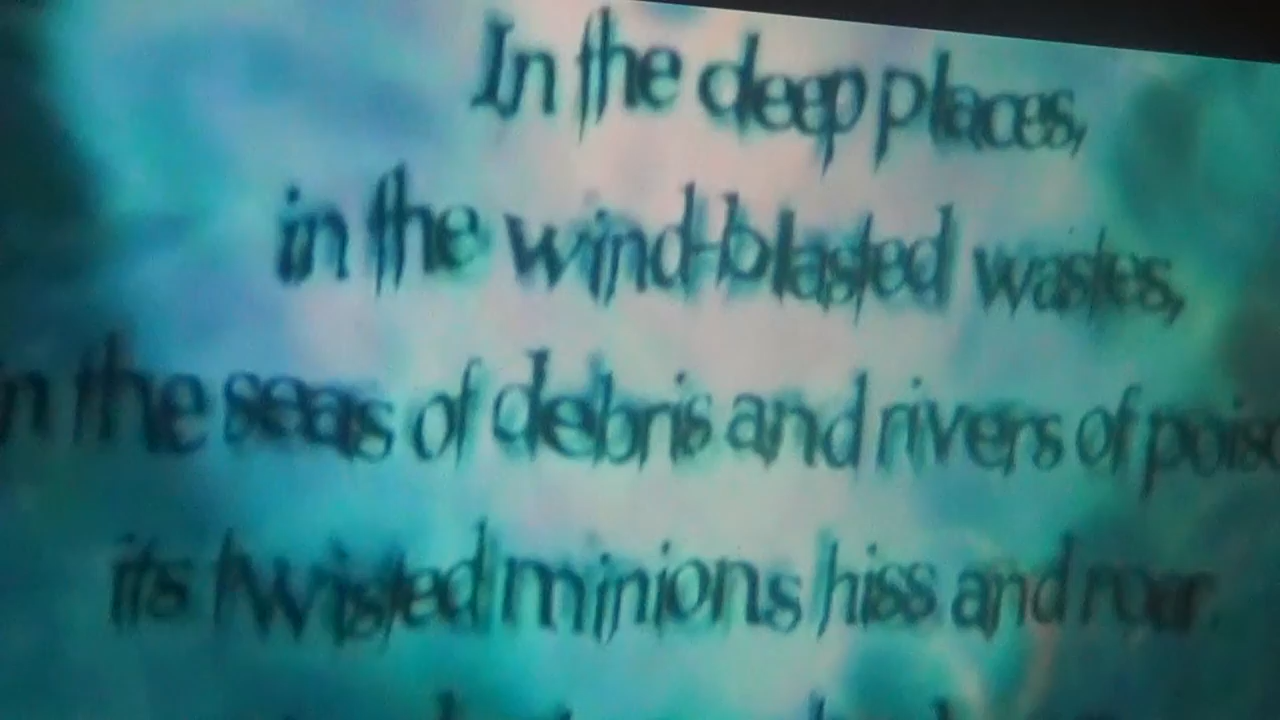 In the deep places,
in the wind-blasted wastes,
in the seas of debris and rivers of
its twisted minions hiss and roar.